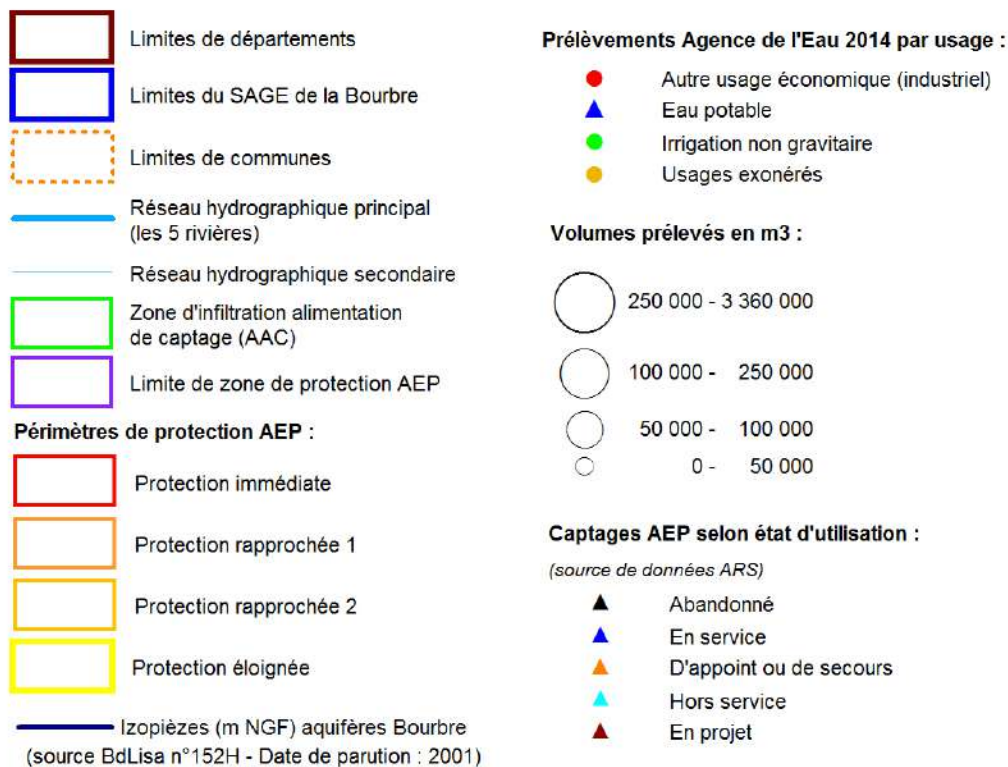 Limites de départements
Limites du SAGE de la Bourbre
Limites de communes
Réseau hydrographique principal
(les 5 rivières)
Réseau hydrographique secondaire
Zone d'infiltration alimentation
de captage (AAC)
Limite de zone de protection AEP
Périmètres de protection AEP :
Protection immédiate
Protection rapprochée 1
Protection rapprochée 2
Protection éloignée
Izopièzes (m NGF) aquifères Bourbre
(source BdLisa n°152H - Date de parution : 2001)
Prélèvements Agence de l'Eau 2014 par usage :
Autre usage économique (industriel)
Eau potable
Irrigation non gravitaire
Usages exonérés
Volumes prélevés en m3 :
250 000 - 3 360 000
100 000 - 250 000
50 000 - 100 000
0 - 50 000
Captages AEP selon état d'utilisation :
(source de données ARS)
Abandonné
En service
D'appoint ou de secours
Hors service
En projet